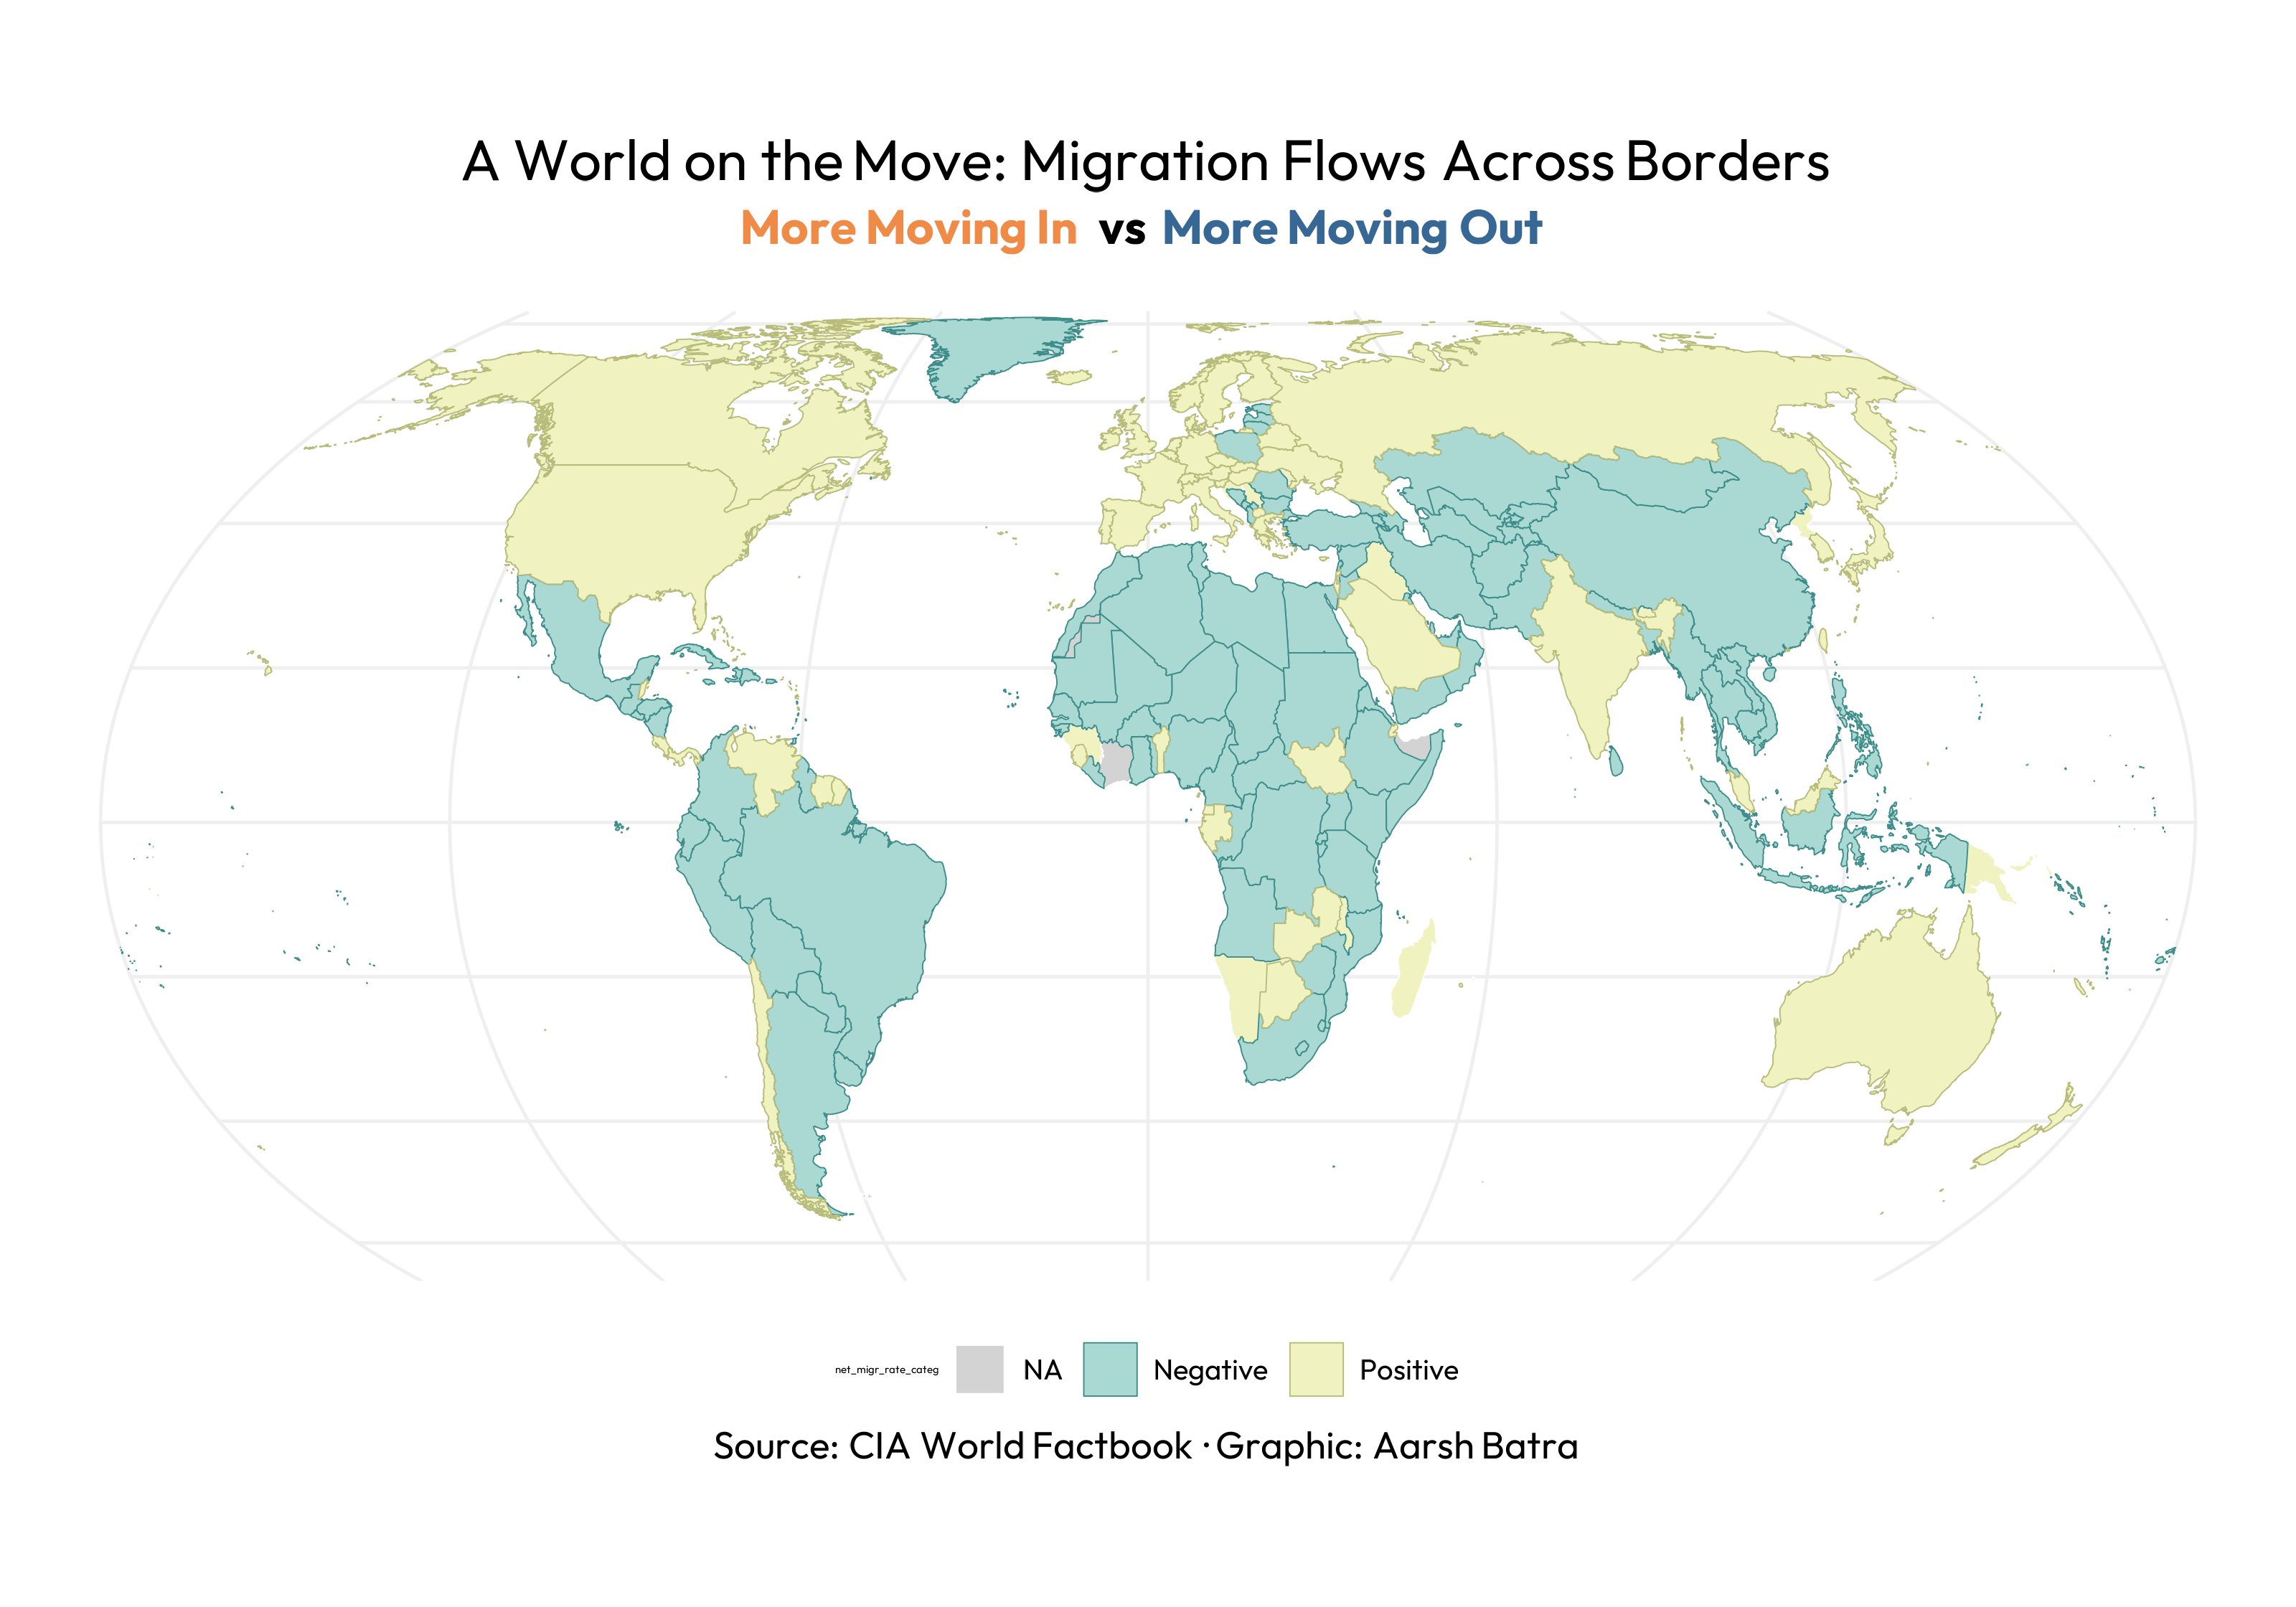 A World on the Move: Migration Flows Across Borders
More Moving In vs More Moving Out
net_migr_rate_categ NA Negative Positive
Source: CIA World Factbook · Graphic: Aarsh Batra